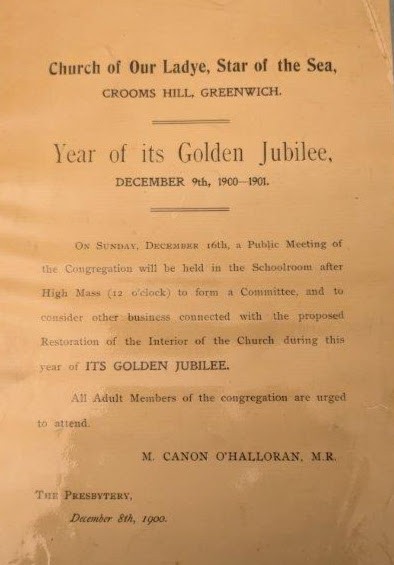 Church of Our Ladye, Star of the Sea,
CROOMS HILL, GREENWICH.
Year of its Golden Jubilee,
DECEMBER 9th, 1900—1901.
ON SUNDAY, DECEMBER 16th, a Public Meeting of
the Congregation will be held in the Schoolroom after
High Mass (12 o'clock) to form a Committee, and to
consider other business connected with the proposed
Restoration of the Interior of the Church during this
year of ITS GOLDEN JUBILEE.
All Adult Members of the congregation are urged
to attend.
M. CANON O'HALLORAN, M.R.
THE PRESBYTERY,
December 8th, 1900.